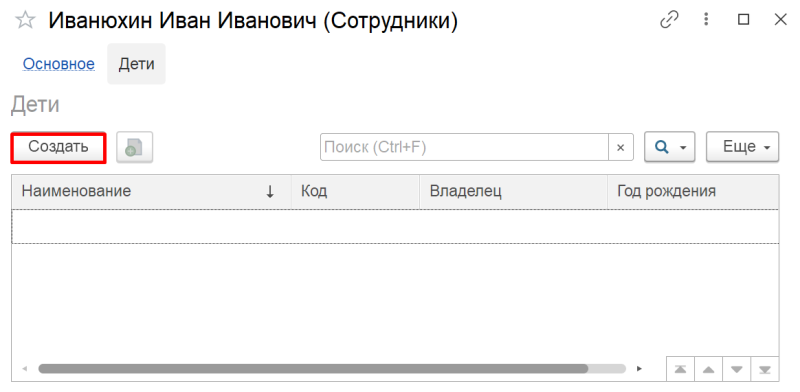 Иванюхин Иван Иванович (Сотрудники)
Основное Дети
Дети
Создать Поиск (Ctrl+F) × Еще
Наименование ↓ Код Владелец Год рождения